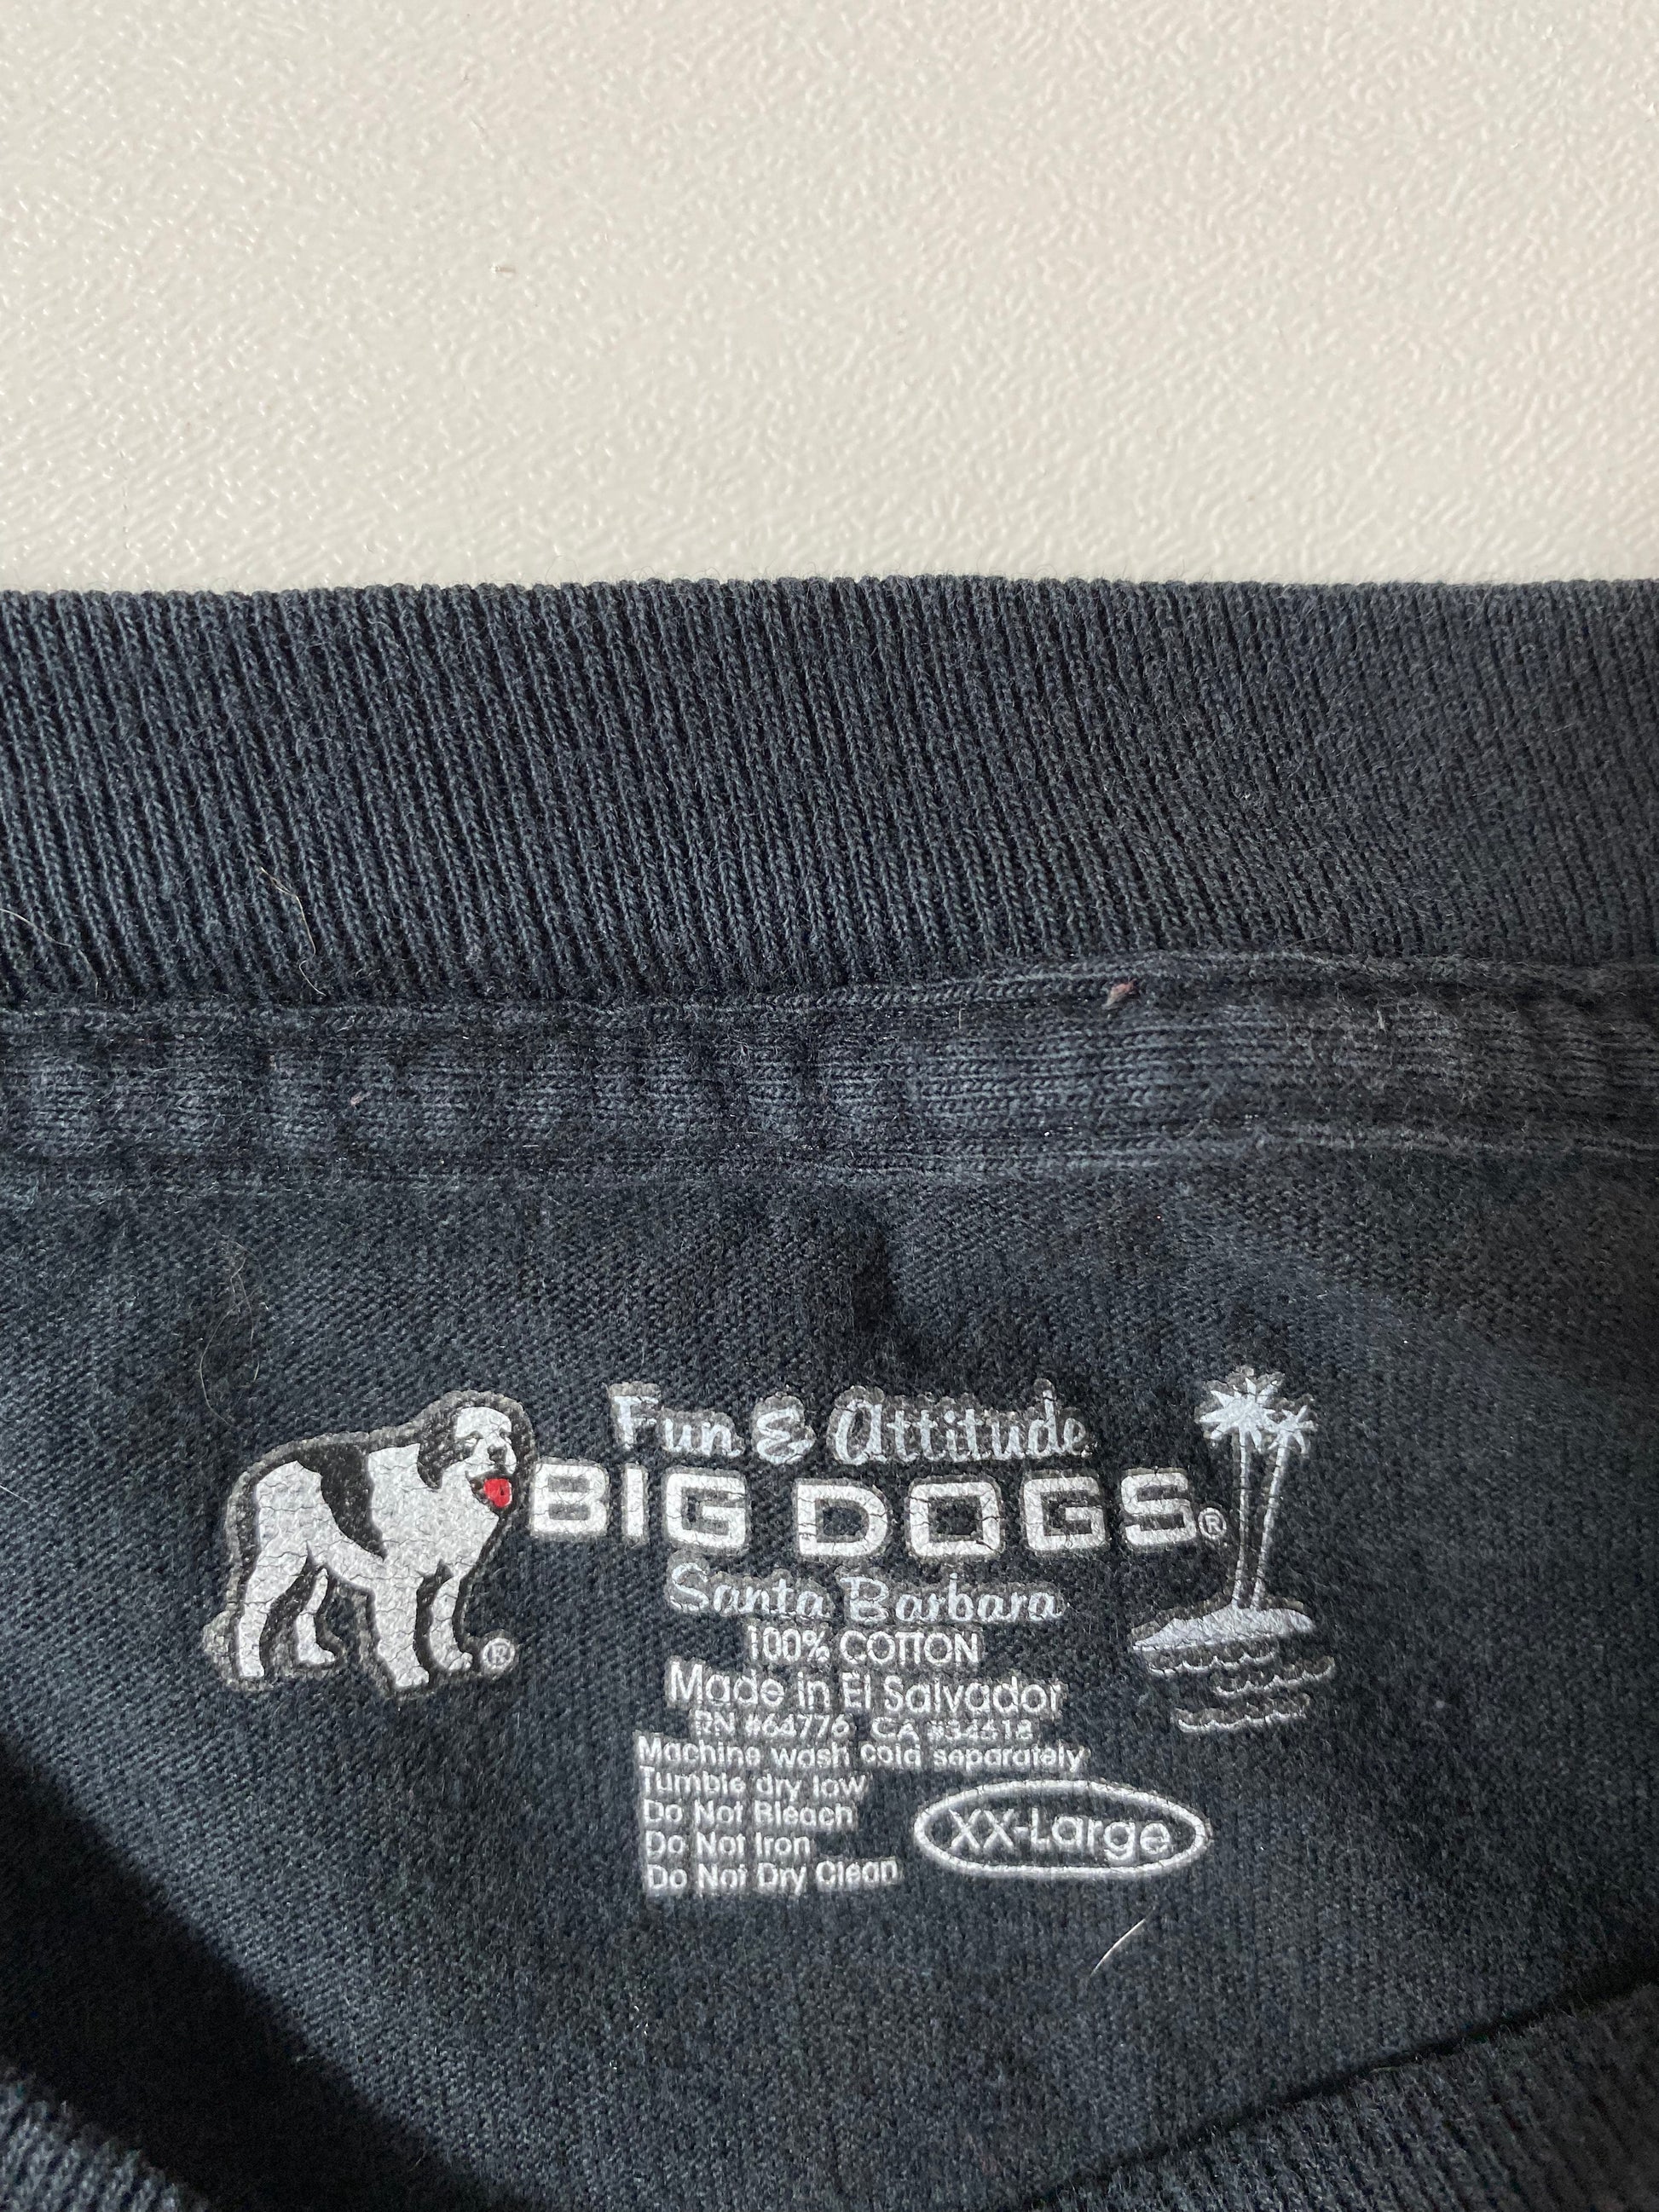 Fun & Attitude
BIG DOGS®
Santa Barbara
100% COTTON
Made in El Salvador
RN #64776 CA #34618
Machine wash cold separately
Tumble dry low
Do Not Bleach
Do Not Iron
Do Not Dry Clean
XX-Large
®